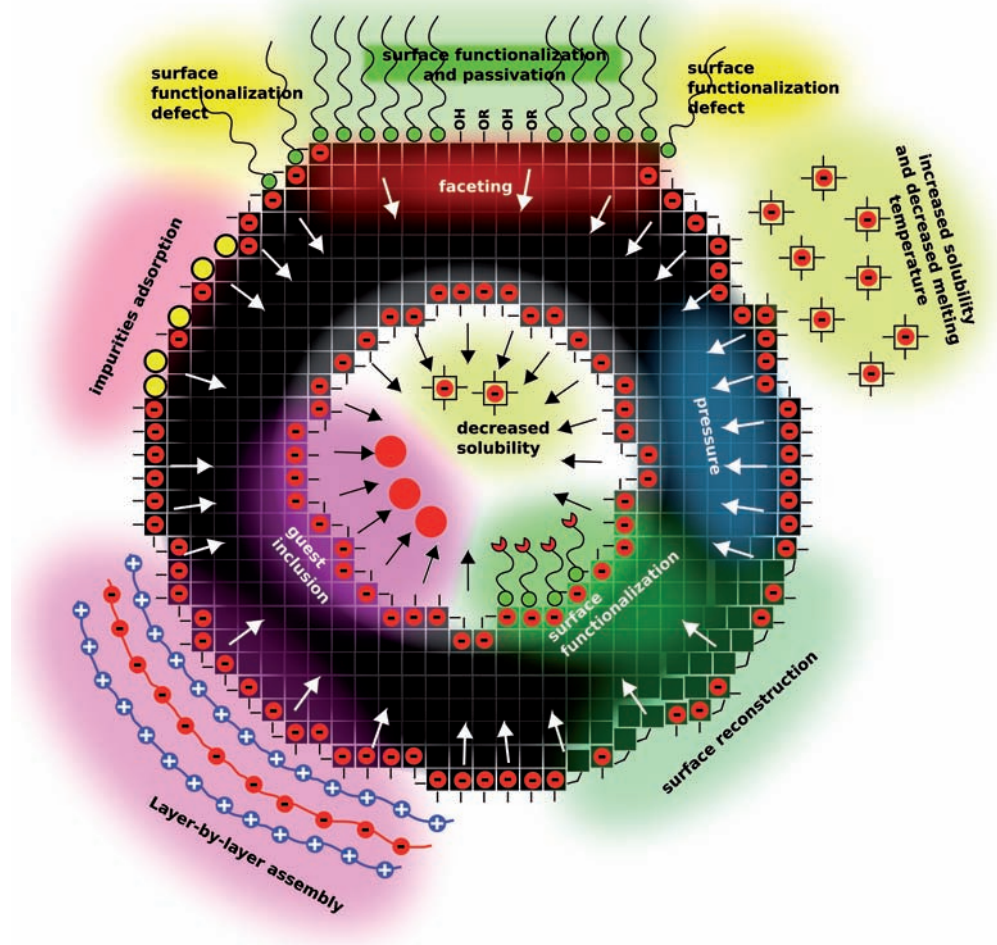 surface functionalization
and passivation
surface
functionalization
defect
surface
functionalization
defect
OH
OR
OH
OR
faceting
increased solubility
and decreased melting
temperature
impurities adsorption
pressure
decreased
solubility
guest
inclusion
surface
functionalization
surface reconstruction
Layer-by-layer assembly